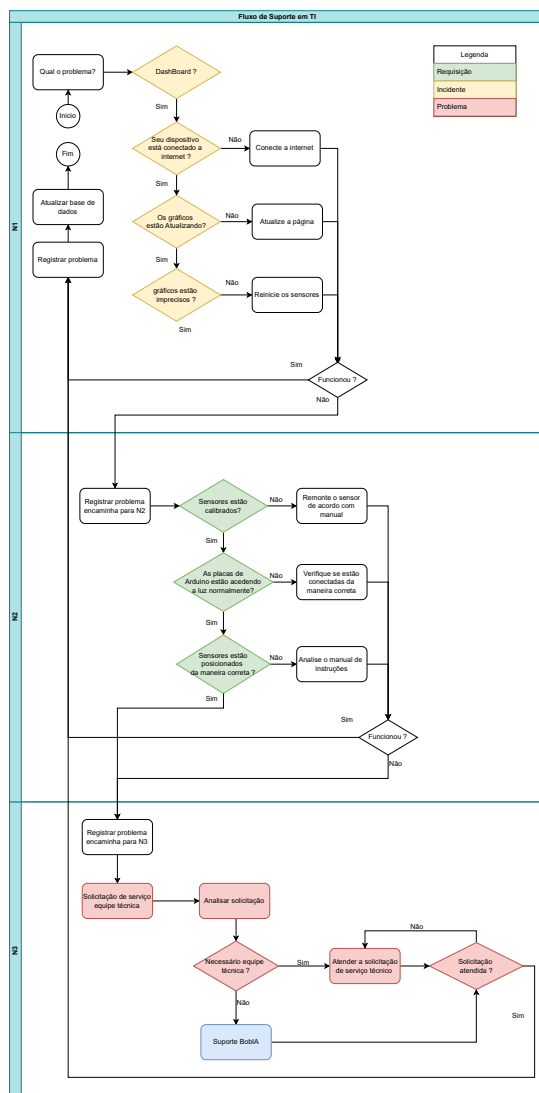 Fluxo de Suporte em TI
Legenda
Requisição
Incidente
Problema
N1
Qual o problema?
DashBoard ?
Inicio
Sim
Seu dispositivo
está conectado a
internet ?
Não
Conecte a internet
Fim
Sim
Atualizar base de
dados
Os gráficos
estão Atualizando?
Não
Atualize a página
Registrar problema
Sim
gráficos estão
imprecisos ?
Não
Reinicie os sensores
Sim
Sim
Funcionou ?
Não
N2
Registrar problema
encaminha para N2
Sensores estão
calibrados?
Não
Remonte o sensor
de acordo com
manual
Sim
As placas de
Arduino estão acedendo
a luz normalmente?
Não
Verifique se estão
conectadas da
maneira correta
Sim
Sensores estão
posicionados
da maneira correta ?
Não
Analise o manual de
instruções
Sim
Sim
Funcionou ?
Não
N3
Registrar problema
encaminha para N3
Solicitação de serviço
equipe técnica
Analisar solicitação
Necessário equipe
técnica ?
Sim
Atender a solicitação
de serviço técnico
Não
Solicitação
atendida ?
Não
Sim
Suporte BobIA